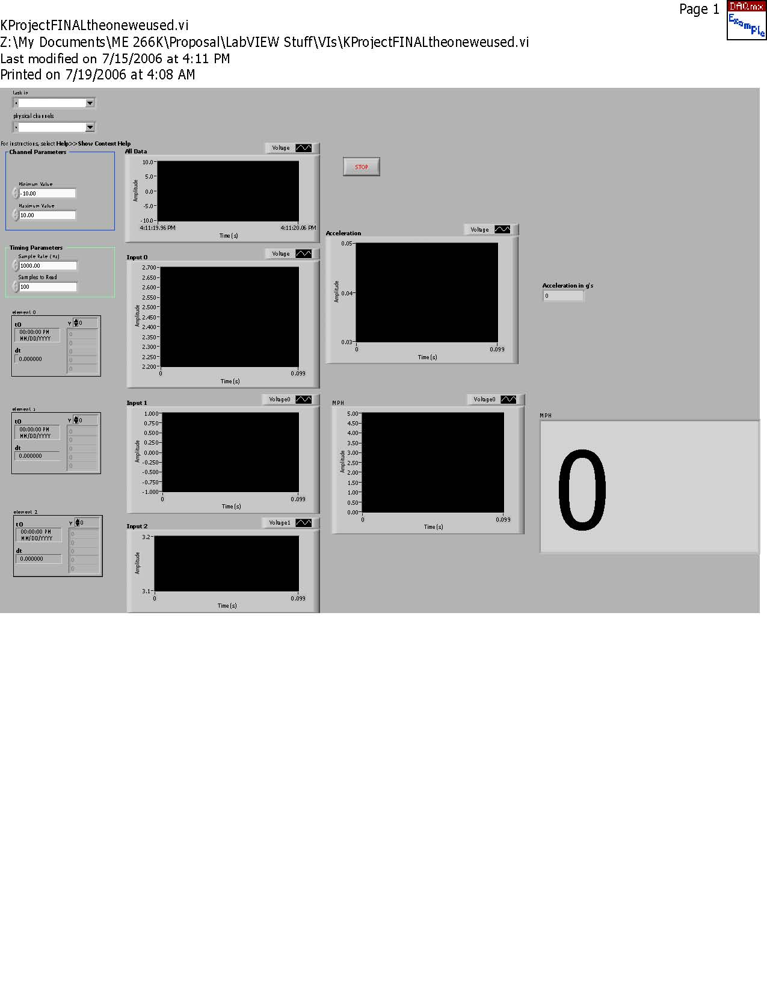 Page 1
DAQmx
Example
KProjectFINALtheoneweused.vi
Z:\My Documents\ME 266K\Proposal\LabVIEW Stuff\VIs\KProjectFINALtheoneweused.vi
Last modified on 7/15/2006 at 4:11 PM
Printed on 7/19/2006 at 4:08 AM
task in
physical channels
For instructions, select Help>>Show Context Help
Channel Parameters
Minimum Value
-10.00
Maximum Value
10.00
Timing Parameters
Sample Rate (Hz)
1000.00
Samples to Read
100
element 0
t0
00:00:00 PM
MM/DD/YYYY
dt
0.000000
Y 0
0
0
0
0
0
element 1
t0
00:00:00 PM
MM/DD/YYYY
dt
0.000000
Y 0
0
0
0
0
0
element 2
t0
00:00:00 PM
MM/DD/YYYY
dt
0.000000
Y 0
0
0
0
0
0
All Data
Voltage
Amplitude
10.0
5.0
0.0
-5.0
-10.0
4:11:19.96 PM
4:11:20.06 PM
Time (s)
Input 0
Voltage
Amplitude
2.700
2.650
2.600
2.550
2.500
2.450
2.400
2.350
2.300
2.250
2.200
0
0.099
Time (s)
Input 1
Voltage0
Amplitude
1.000
0.750
0.500
0.250
0.000
-0.250
-0.500
-0.750
-1.000
0
0.099
Time (s)
Input 2
Voltage1
Amplitude
3.2
3.1
0
0.099
Time (s)
STOP
Acceleration
Voltage
Amplitude
0.05
0.04
0.03
0
0.099
Time (s)
Acceleration in g's
0
MPH
Voltage0
Amplitude
5.00
4.50
4.00
3.50
3.00
2.50
2.00
1.50
1.00
0.50
0.00
0
0.099
Time (s)
MPH
0